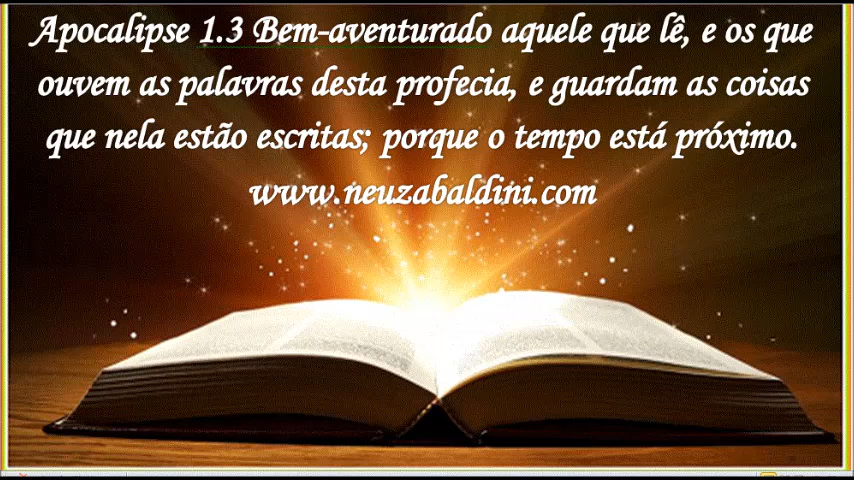 Apocalipse 1.3 Bem-aventurado aquele que lê, e os que
ouvem as palavras desta profecia, e guardam as coisas
que nela estão escritas; porque o tempo está próximo.
www.neuzabaldini.com